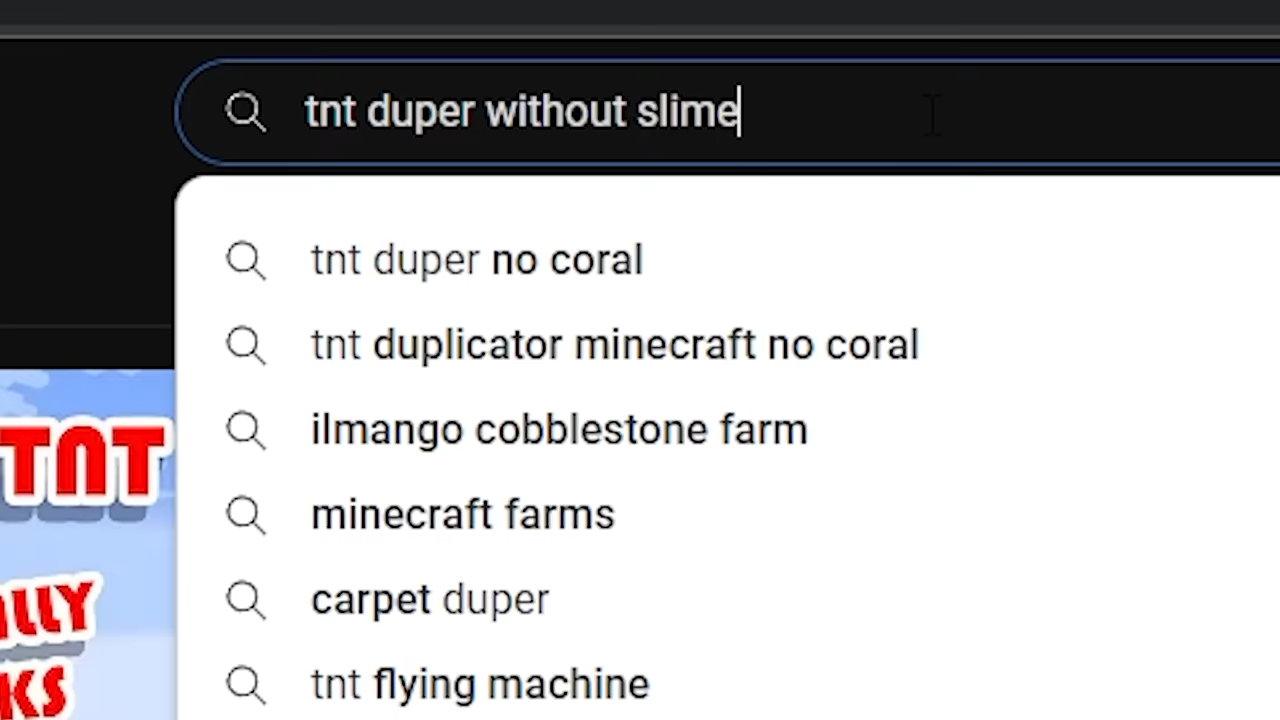 tnt duper without slime
tnt duper no coral
tnt duplicator minecraft no coral
ilmango cobblestone farm
minecraft farms
carpet duper
tnt flying machine
TNT